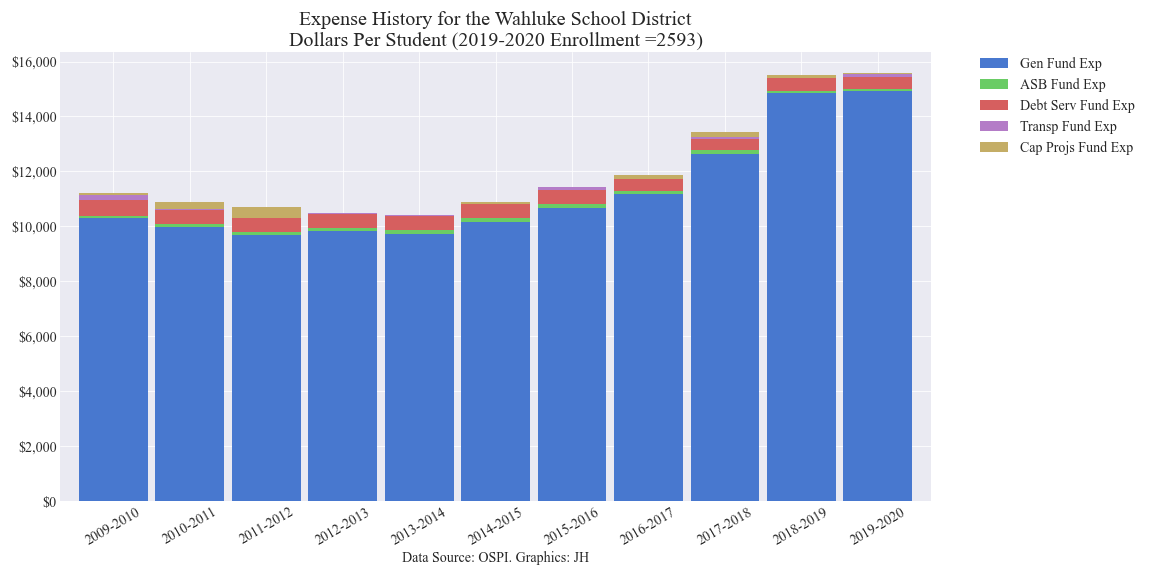 Expense History for the Wahluke School District
Dollars Per Student (2019-2020 Enrollment =2593)
$16,000
$14,000
$12,000
$10,000
$8,000
$6,000
$4,000
$2,000
$0
Gen Fund Exp
ASB Fund Exp
Debt Serv Fund Exp
Transp Fund Exp
Cap Projs Fund Exp
2009-2010
2010-2011
2011-2012
2012-2013
2013-2014
2014-2015
2015-2016
2016-2017
2017-2018
2018-2019
2019-2020
Data Source: OSPI. Graphics: JH